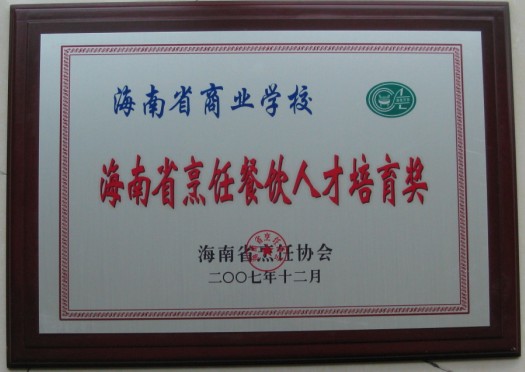 海南省商业学校
海南省烹任餐饮人才培育奖
海南省烹饪协会
二〇〇七年十二月